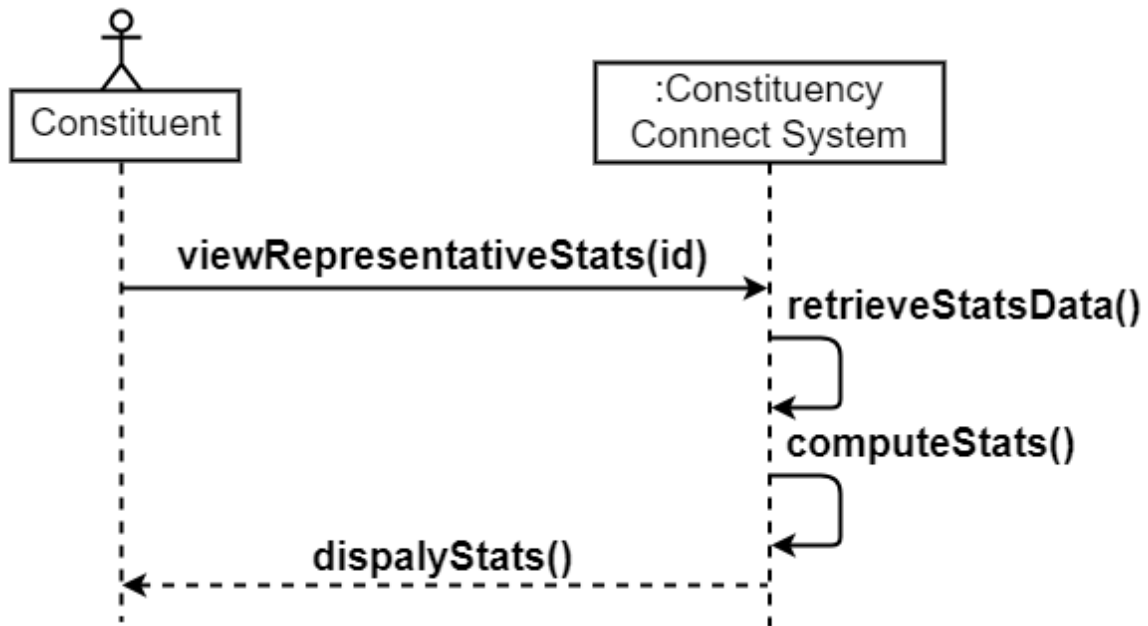 Constituent
:Constituency
Connect System
viewRepresentativeStats(id)
retrieveStatsData()
computeStats()
dispalyStats()